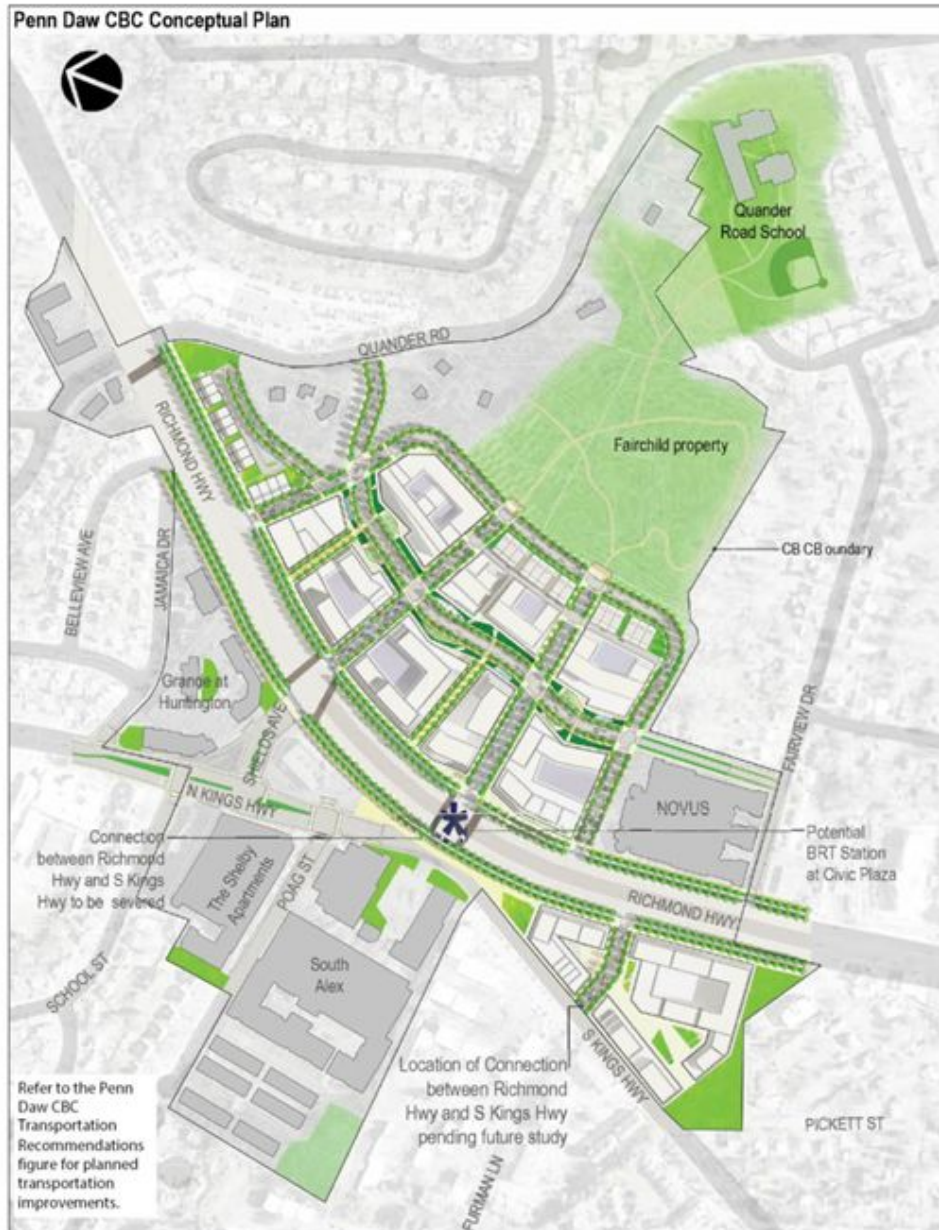 Penn Daw CBC Conceptual Plan
Quander
Road School
QUANDER RD
RICHMOND HWY
Fairchild property
CB CB oundary
BELLEVIEW AVE
JAMAICA DR
Grange at
Huntington
SHIELDS AVE
FAIRVIEW DR
N KINGS HWY
NOVUS
Connection
between Richmond
Hwy and S Kings
Hwy to be severed
Potential
BRT Station
at Civic Plaza
The Shelby
Apartments
POAG ST
RICHMOND HWY
SCHOOL ST
South
Alex
S KINGS HWY
Location of Connection
between Richmond
Hwy and S Kings Hwy
pending future study
PICKETT ST
FURMAN LN
Refer to the Penn
Daw CBC
Transportation
Recommendations
figure for planned
transportation
improvements.